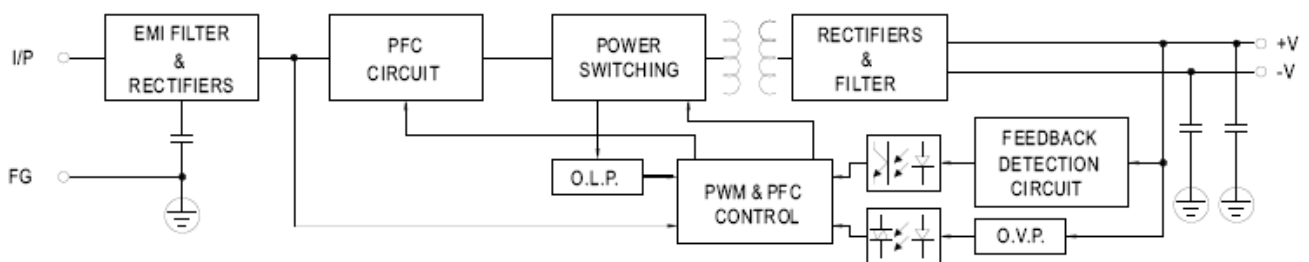 I/P
EMI FILTER
&
RECTIFIERS
PFC
CIRCUIT
POWER
SWITCHING
RECTIFIERS
&
FILTER
+V
-V
FG
O.L.P.
PWM & PFC
CONTROL
FEEDBACK
DETECTION
CIRCUIT
O.V.P.